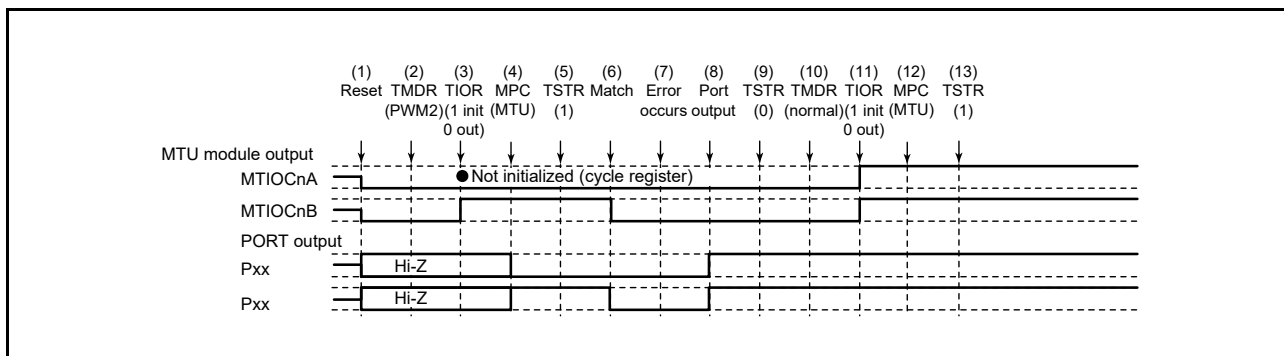 (1) (2) (3) (4) (5) (6) (7) (8) (9) (10) (11) (12) (13)
Reset TMDR TIOR MPC TSTR Match Error Port TSTR TMDR TIOR MPC TSTR
(PWM2) (1 init (MTU) (1) occurs output (0) (normal) (1 init (MTU) (1)
0 out) 0 out)
MTU module output
MTIOCnA ● Not initialized (cycle register)
MTIOCnB
PORT output
Pxx Hi-Z
Pxx Hi-Z